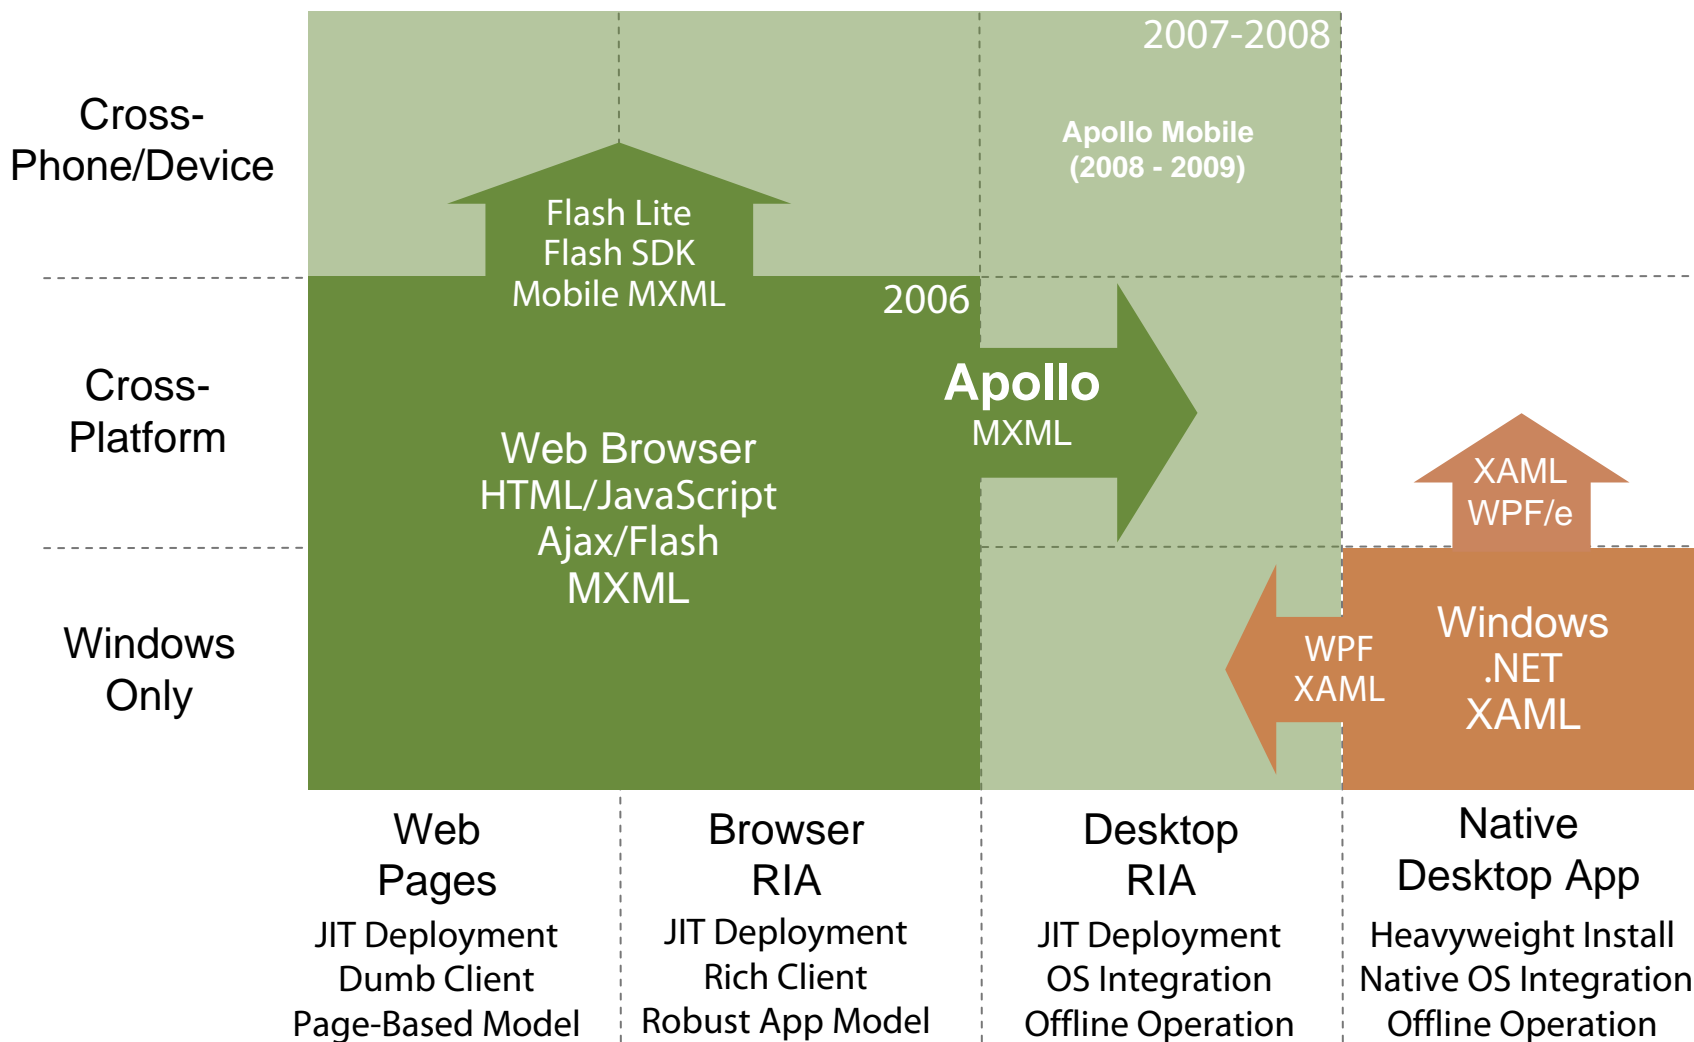 2007-2008
Cross-
Phone/Device
Apollo Mobile
(2008 - 2009)
Flash Lite
Flash SDK
Mobile MXML
2006
Cross-
Platform
Apollo
MXML
Web Browser
HTML/JavaScript
Ajax/Flash
MXML
XAML
WPF/e
Windows
Only
WPF
XAML
Windows
.NET
XAML
Web
Pages
JIT Deployment
Dumb Client
Page-Based Model
Browser
RIA
JIT Deployment
Rich Client
Robust App Model
Desktop
RIA
JIT Deployment
OS Integration
Offline Operation
Native
Desktop App
Heavyweight Install
Native OS Integration
Offline Operation